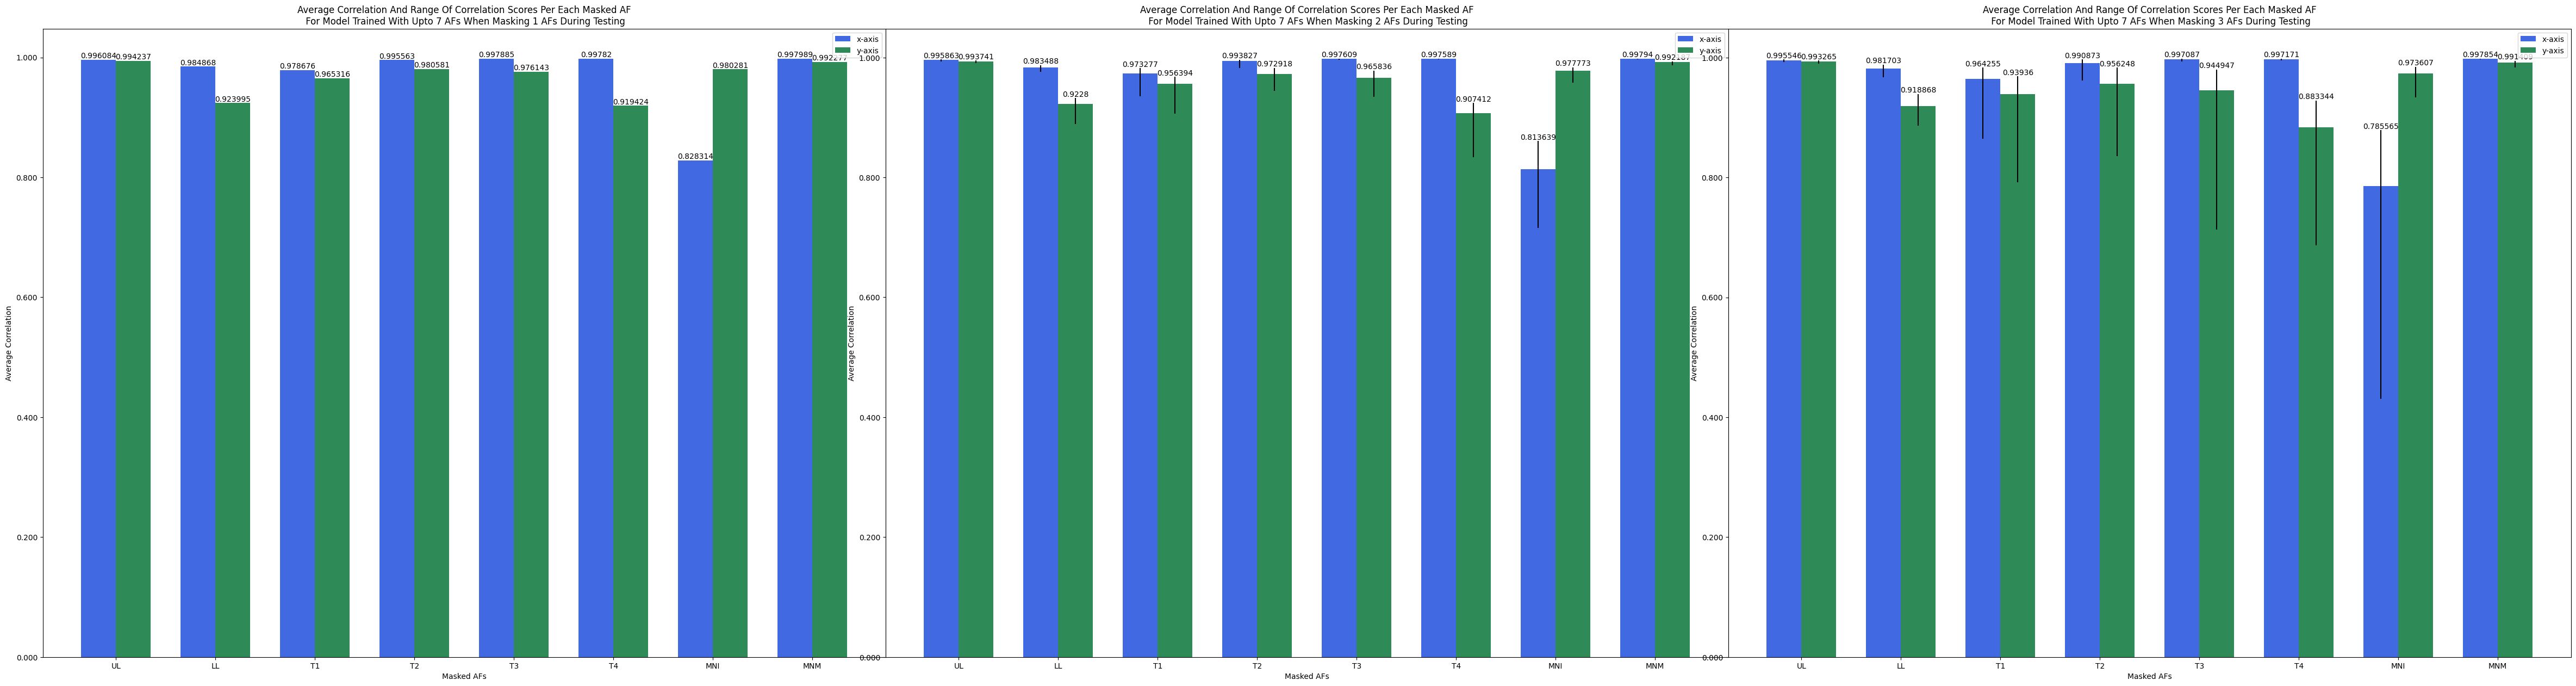 Average Correlation And Range Of Correlation Scores Per Each Masked AF
For Model Trained With Upto 7 AFs When Masking 1 AFs During Testing
x-axis
y-axis
1.000
0.800
0.600
0.400
0.200
0.000
Average Correlation
0.996084 0.994237 0.984868 0.923995 0.978676 0.965316 0.995563 0.980581 0.997885 0.976143 0.99782 0.919424 0.828314 0.980281 0.997989
UL LL T1 T2 T3 T4 MNI MNM
Masked AFs
Average Correlation And Range Of Correlation Scores Per Each Masked AF
For Model Trained With Upto 7 AFs When Masking 2 AFs During Testing
x-axis
y-axis
1.000
0.800
0.600
0.400
0.200
0.000
Average Correlation
0.995863 0.993741 0.983488 0.9228 0.973277 0.956394 0.993827 0.972918 0.997609 0.965836 0.997589 0.907412 0.813639 0.977773 0.99794
UL LL T1 T2 T3 T4 MNI MNM
Masked AFs
Average Correlation And Range Of Correlation Scores Per Each Masked AF
For Model Trained With Upto 7 AFs When Masking 3 AFs During Testing
x-axis
y-axis
1.000
0.800
0.600
0.400
0.200
0.000
Average Correlation
0.995546 0.993265 0.981703 0.918868 0.964255 0.93936 0.990873 0.956248 0.997087 0.944947 0.997171 0.883344 0.785565 0.973607 0.997854
UL LL T1 T2 T3 T4 MNI MNM
Masked AFs